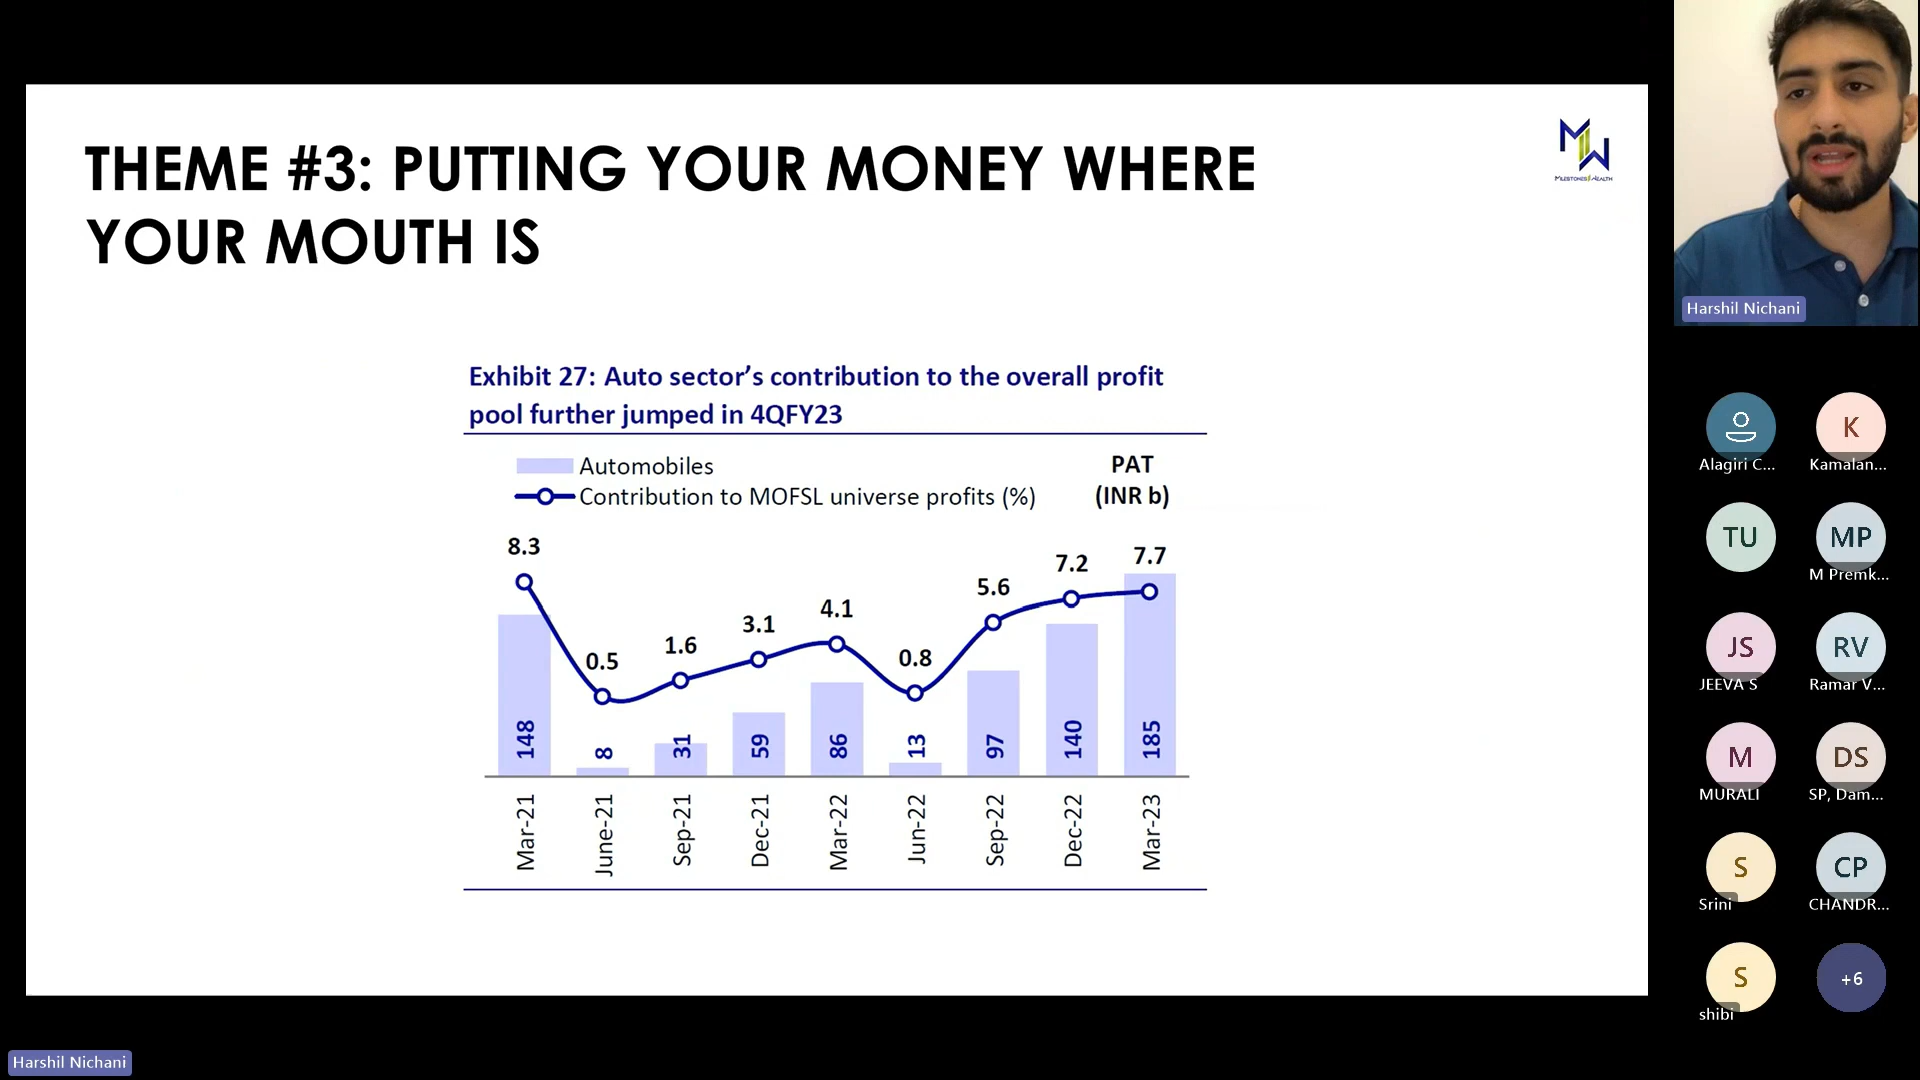 THEME #3: PUTTING YOUR MONEY WHERE
YOUR MOUTH IS
MW
MILESTONES WEALTH
Exhibit 27: Auto sector's contribution to the overall profit
pool further jumped in 4QFY23
Automobiles
Contribution to MOFSL universe profits (%)
PAT
(INR b)
8.3
0.5
1.6
3.1
4.1
0.8
5.6
7.2
7.7
148
8
31
59
86
13
97
140
185
Mar-21
June-21
Sep-21
Dec-21
Mar-22
Jun-22
Sep-22
Dec-22
Mar-23
Harshil Nichani
Alagiri C...
K
Kamalan...
TU
MP
M Premk...
JS
JEEVA S
RV
Ramar V...
M
MURALI
DS
SP, Dam...
S
Srini
CP
CHANDR...
S
shibi
+6
Harshil Nichani